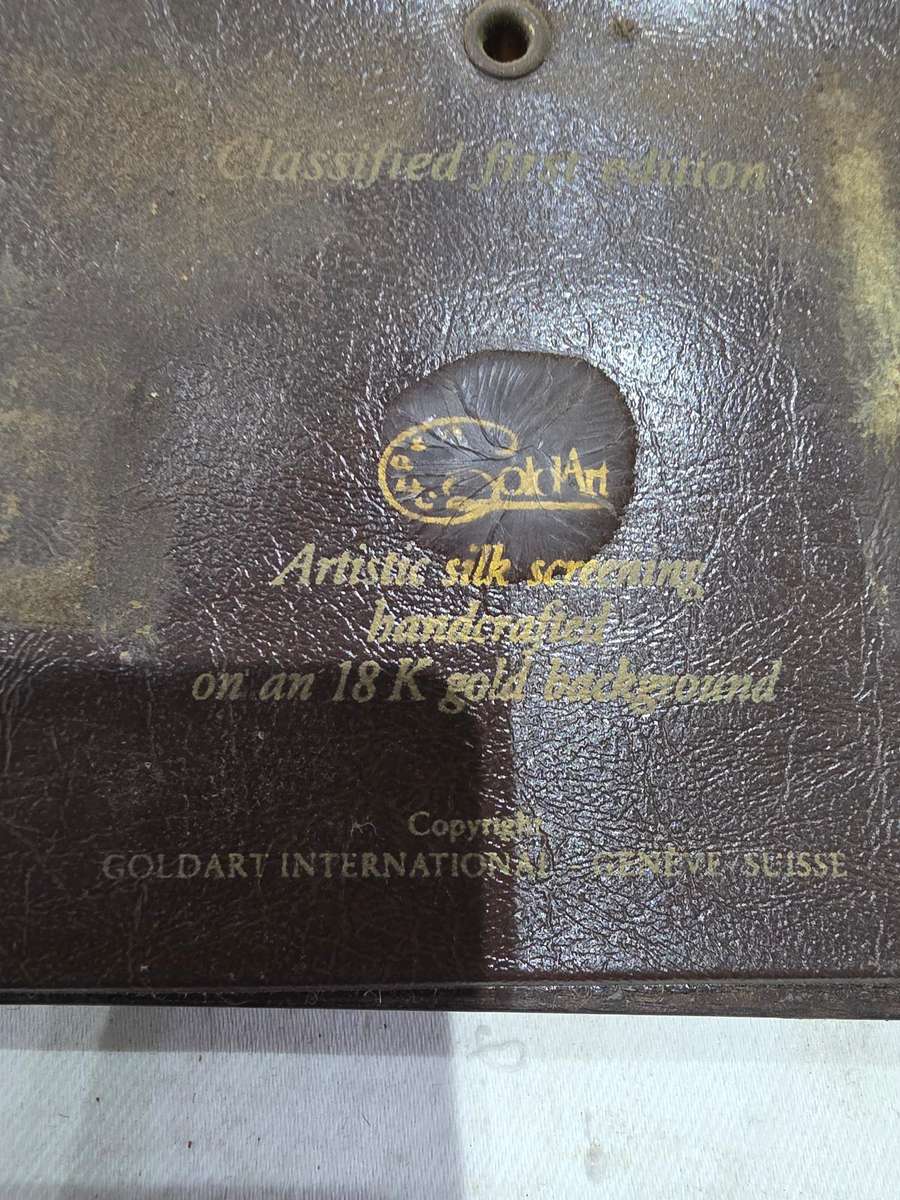 Classified first edition
GoldArt
Artistic silk screening
handcrafted
on an 18 K gold background
Copyright
GOLDART INTERNATIONAL GENÈVE SUISSE